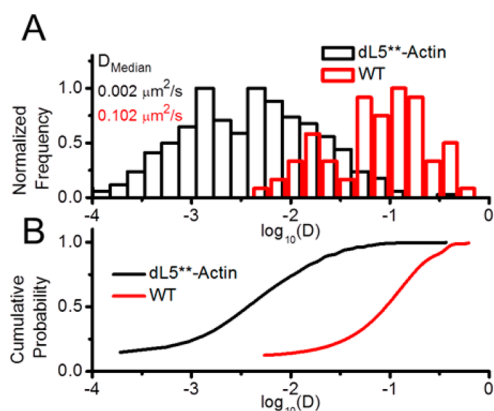 A
dL5**-Actin
WT
D_Median
0.002 μm²/s
0.102 μm²/s
Normalized
Frequency
1.0
0.5
0.0
-4 -3 -2 -1 0
log₁₀(D)
B
dL5**-Actin
WT
Cumulative
Probability
1.0
0.5
0.0
-4 -3 -2 -1 0
log₁₀(D)